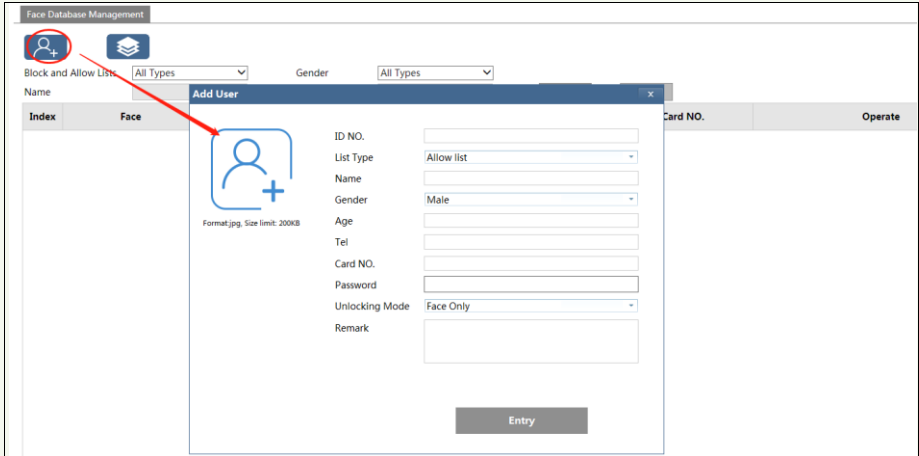 Face Database Management
Block and Allow Lists All Types Gender All Types
Name
Add User x
Index Face Card NO. Operate
ID NO.
List Type Allow list
Name
Gender Male
Format:jpg, Size limit: 200KB Age
Tel
Card NO.
Password
Unlocking Mode Face Only
Remark
Entry